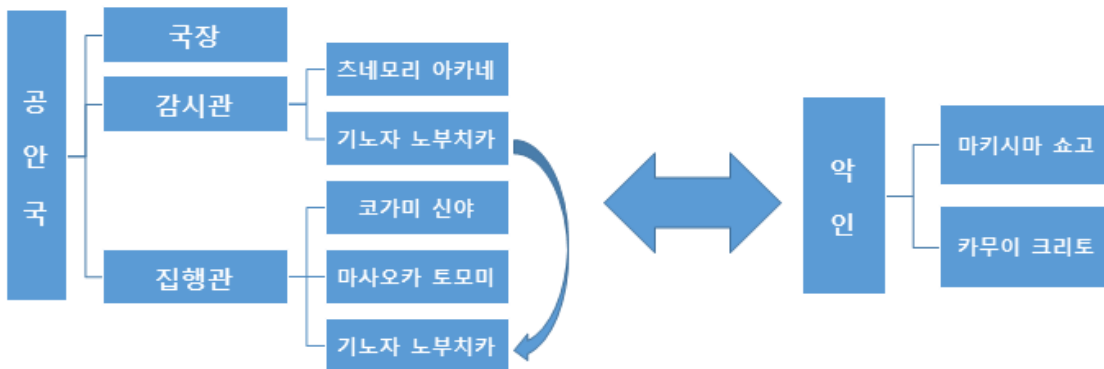 공안국
국장
감시관
츠네모리 아카네
기노자 노부치카
집행관
코가미 신야
마사오카 토모미
기노자 노부치카
악인
마키시마 쇼고
카무이 크리토